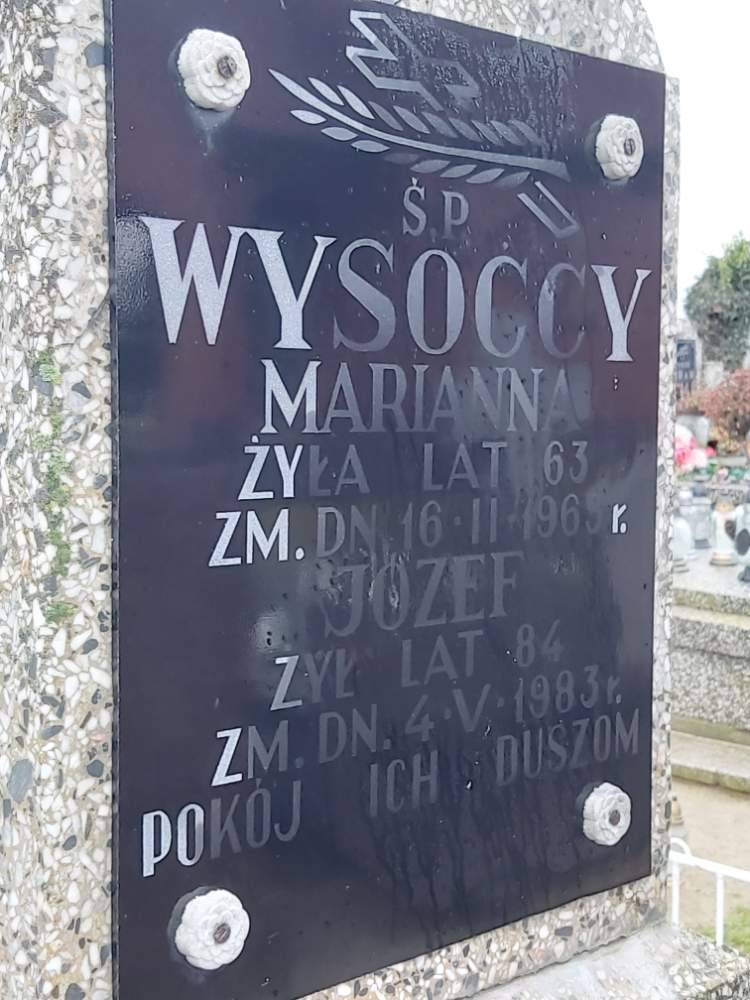 Ś.P.
WYSOCCY
MARIANNA
ŻYŁA LAT 63
ZM. DN 16·II·1965 r.
JÓZEF
ŻYŁ LAT 84
ZM. DN. 4·V·1983 r.
POKÓJ ICH DUSZOM